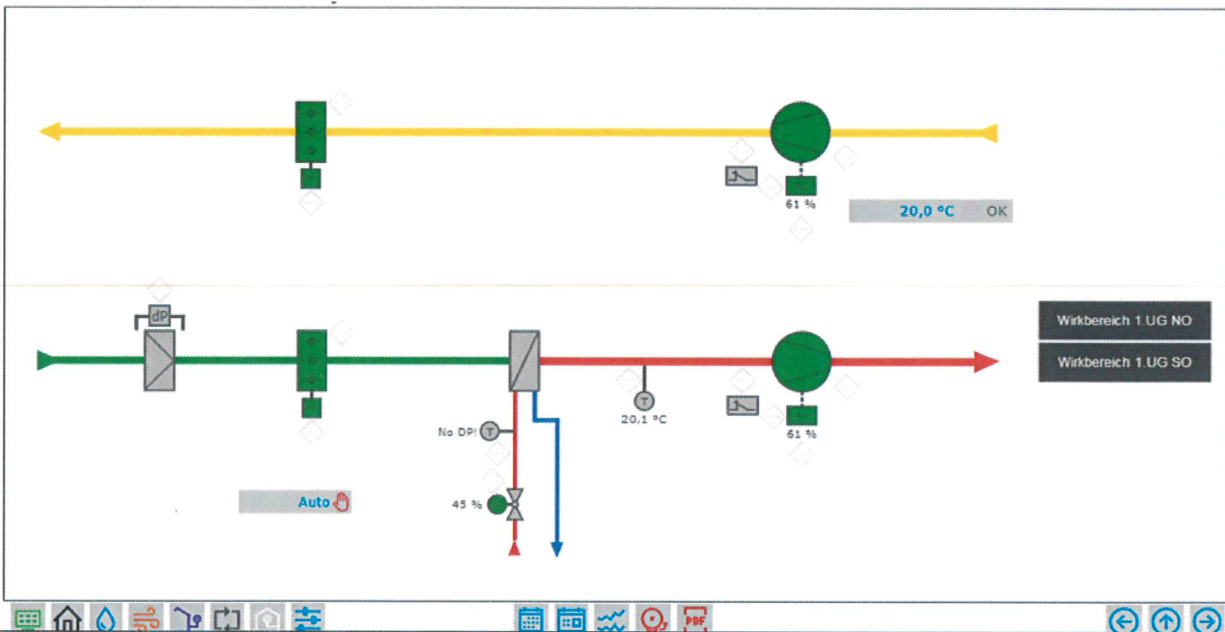 61 %
20,0 °C OK
dP
Wirkbereich 1.UG NO
Wirkbereich 1.UG SO
T
20,1 °C
61 %
No DP! T
Auto
45 %
PDF